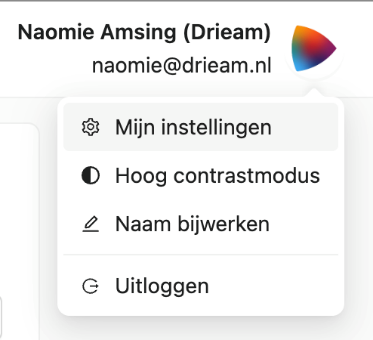 Naomie Amsing (Drieam)
naomie@drieam.nl
Mijn instellingen
Hoog contrastmodus
Naam bijwerken
Uitloggen